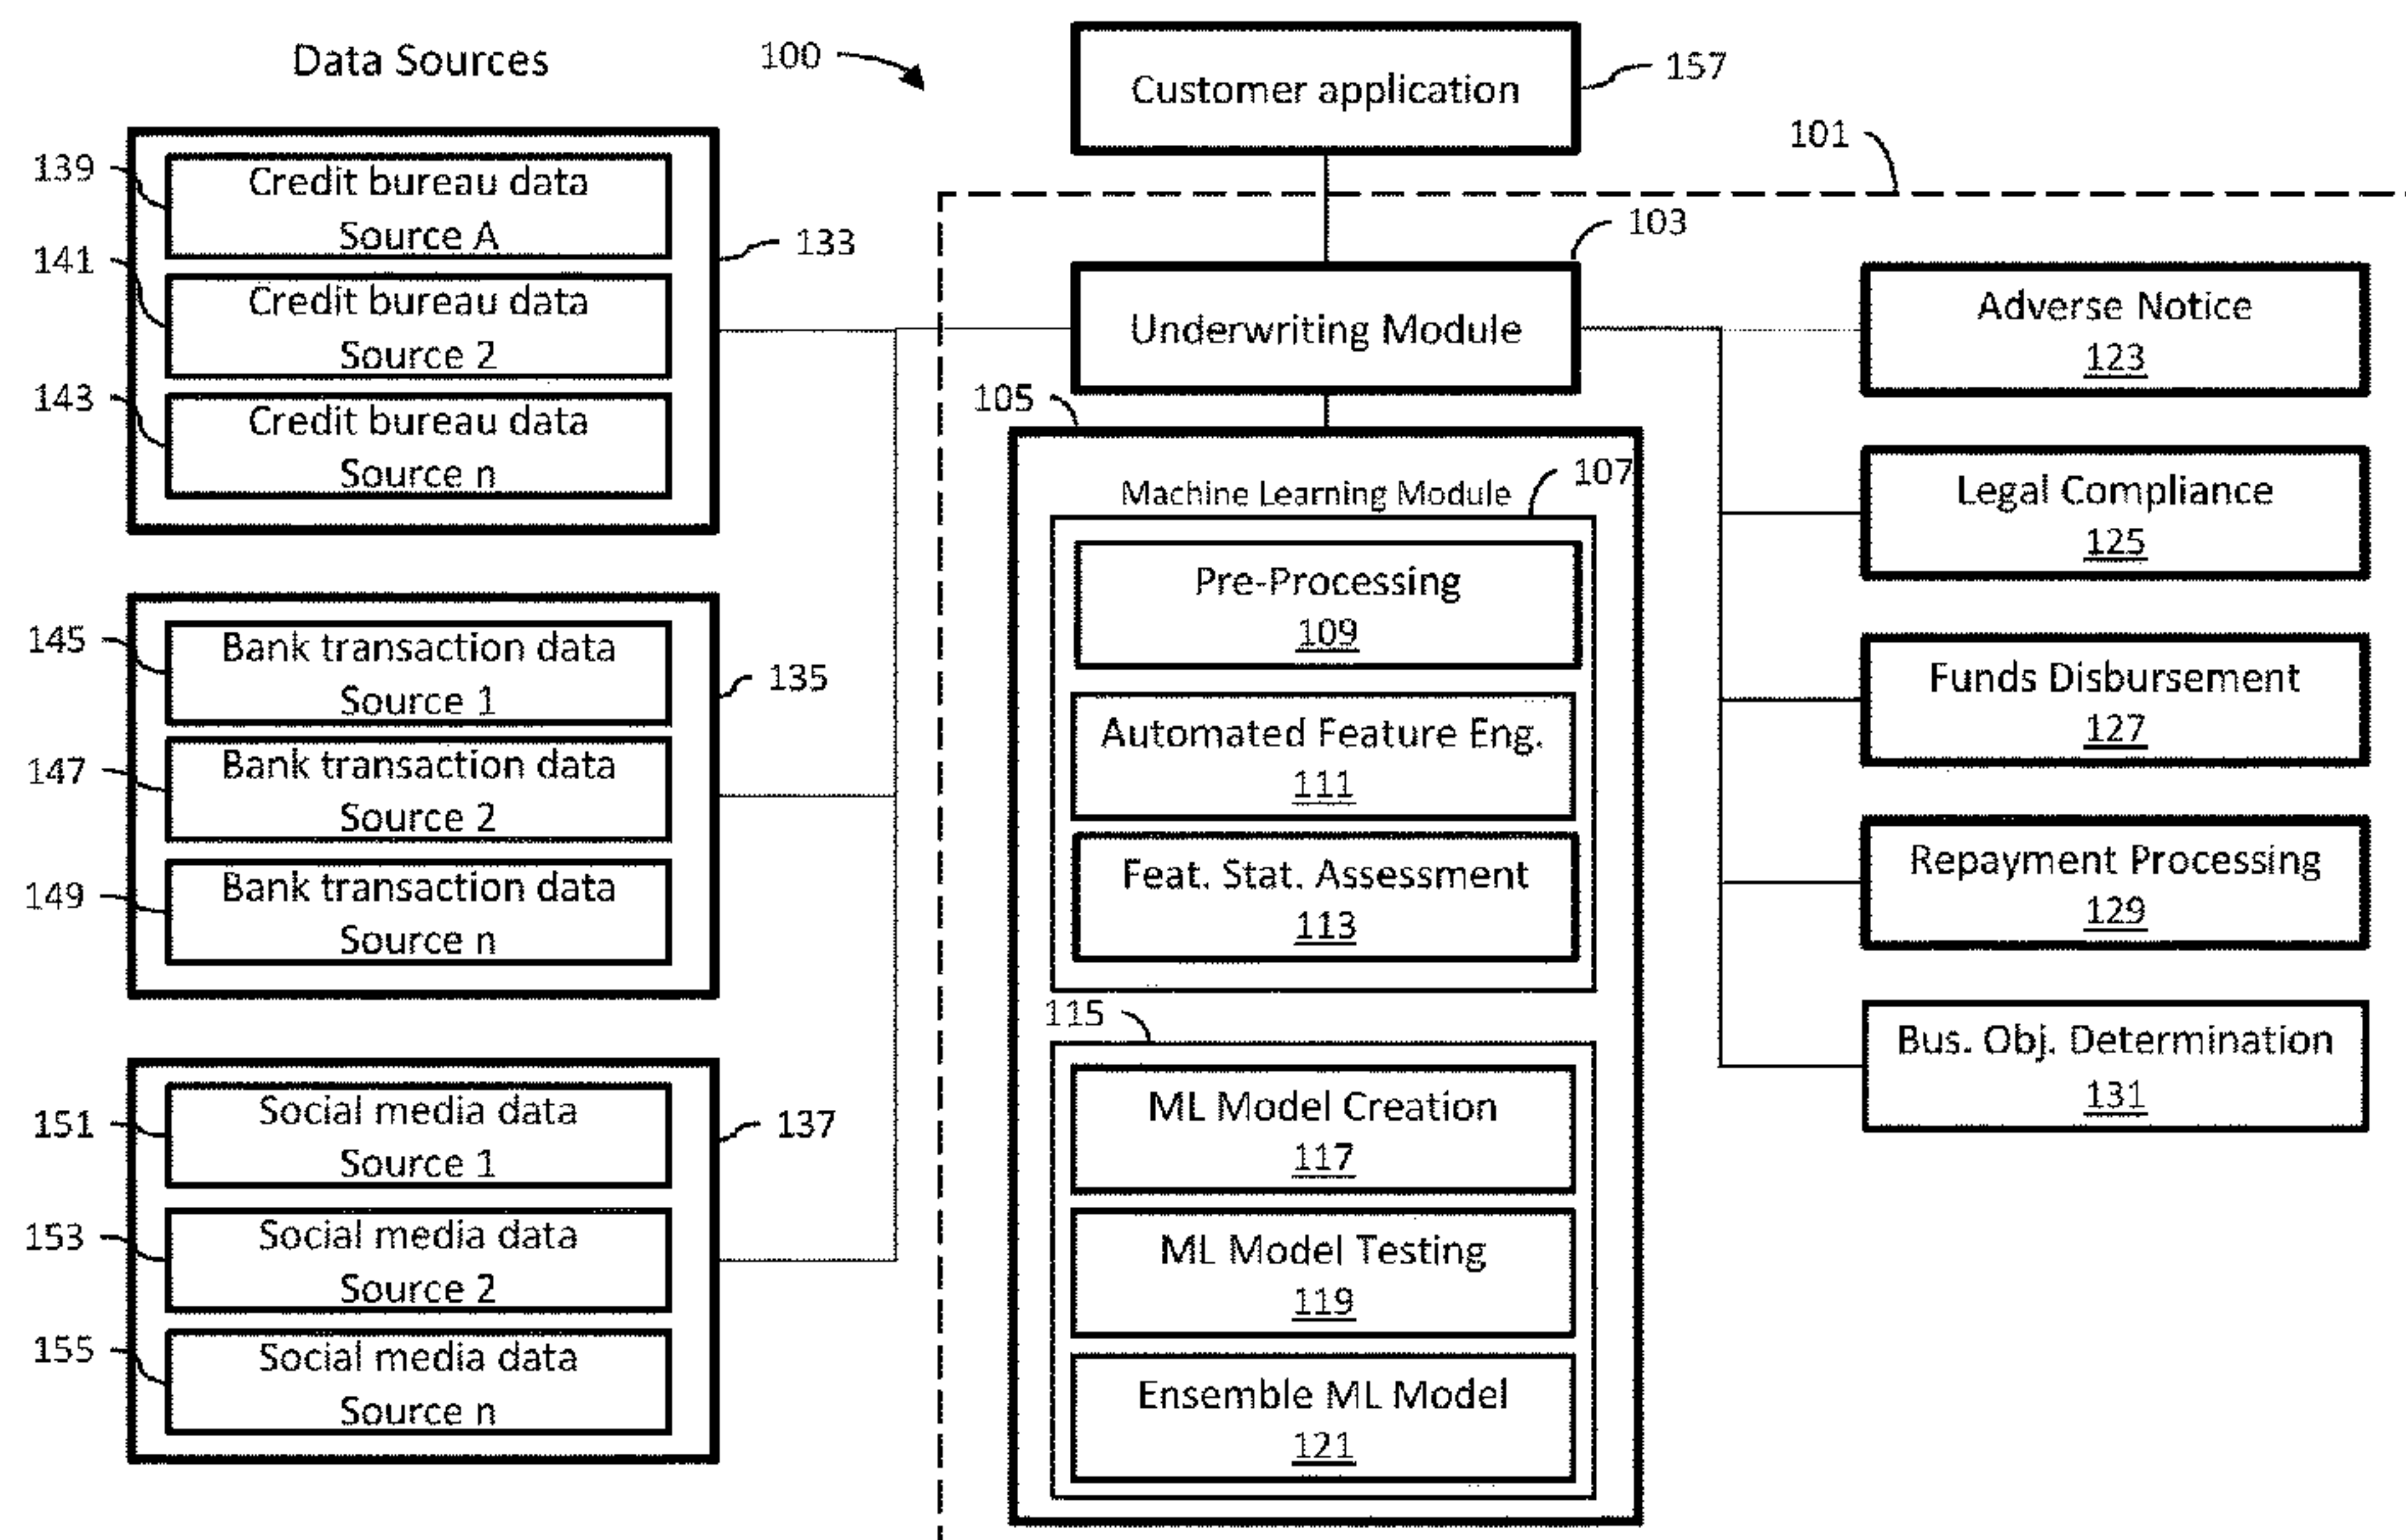 Data Sources
100
Customer application
157
101
139
Credit bureau data
Source A
133
141
Credit bureau data
Source 2
143
Credit bureau data
Source n
103
Underwriting Module
105
Machine Learning Module
107
Pre-Processing
109
Automated Feature Eng.
111
Feat. Stat. Assessment
113
115
ML Model Creation
117
ML Model Testing
119
Ensemble ML Model
121
Adverse Notice
123
Legal Compliance
125
Funds Disbursement
127
Repayment Processing
129
Bus. Obj. Determination
131
145
Bank transaction data
Source 1
135
147
Bank transaction data
Source 2
149
Bank transaction data
Source n
151
Social media data
Source 1
137
153
Social media data
Source 2
155
Social media data
Source n